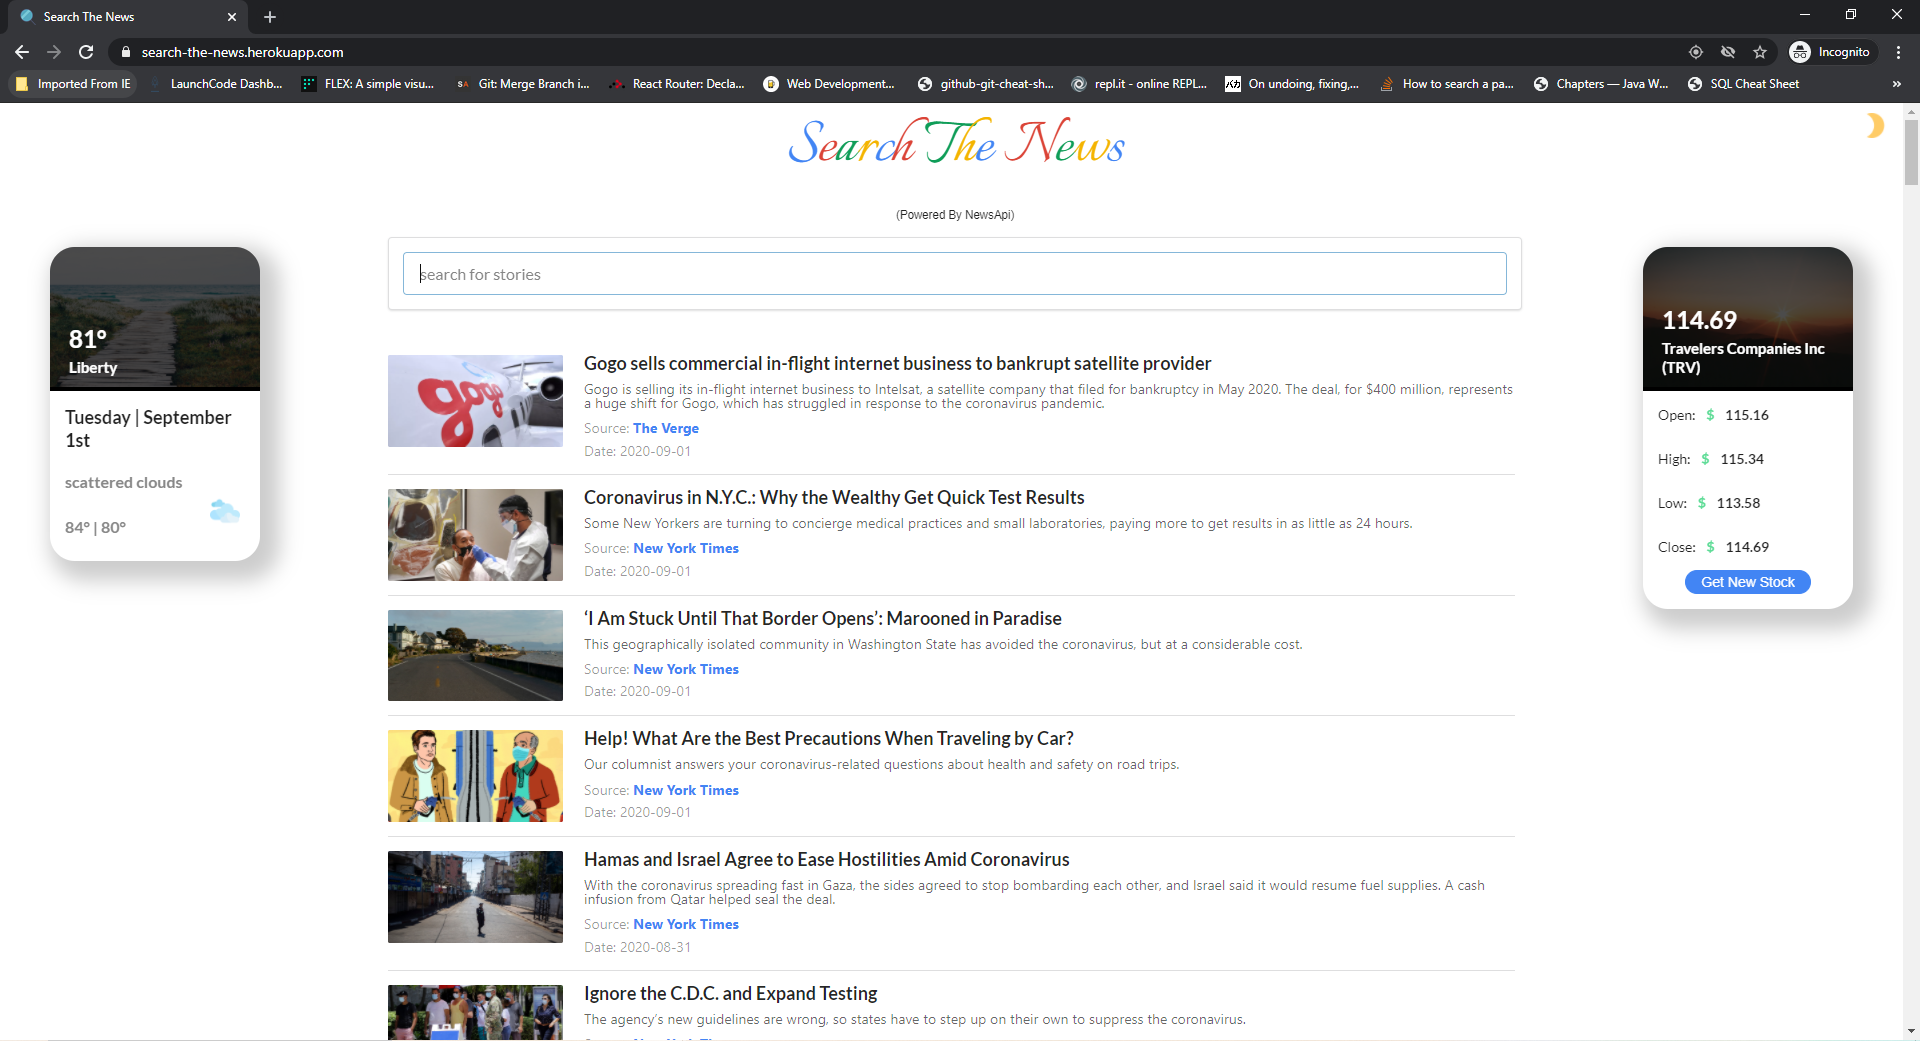 Search The News
search-the-news.herokuapp.com
Incognito
Imported From IE
LaunchCode Dashb...
FLEX: A simple visu...
SA
Git: Merge Branch i...
React Router: Decla...
Web Development...
github-git-cheat-sh...
repl.it - online REPL...
On undoing, fixing,...
How to search a pa...
Chapters — Java W...
SQL Cheat Sheet
»
Search The News
(Powered By NewsApi)
search for stories
81°
Liberty
Tuesday | September
1st
scattered clouds
84° | 80°
gogo
Gogo sells commercial in-flight internet business to bankrupt satellite provider
Gogo is selling its in-flight internet business to Intelsat, a satellite company that filed for bankruptcy in May 2020. The deal, for $400 million, represents
a huge shift for Gogo, which has struggled in response to the coronavirus pandemic.
Source: The Verge
Date: 2020-09-01
Coronavirus in N.Y.C.: Why the Wealthy Get Quick Test Results
Some New Yorkers are turning to concierge medical practices and small laboratories, paying more to get results in as little as 24 hours.
Source: New York Times
Date: 2020-09-01
‘I Am Stuck Until That Border Opens’: Marooned in Paradise
This geographically isolated community in Washington State has avoided the coronavirus, but at a considerable cost.
Source: New York Times
Date: 2020-09-01
Help! What Are the Best Precautions When Traveling by Car?
Our columnist answers your coronavirus-related questions about health and safety on road trips.
Source: New York Times
Date: 2020-09-01
Hamas and Israel Agree to Ease Hostilities Amid Coronavirus
With the coronavirus spreading fast in Gaza, the sides agreed to stop bombarding each other, and Israel said it would resume fuel supplies. A cash
infusion from Qatar helped seal the deal.
Source: New York Times
Date: 2020-08-31
Ignore the C.D.C. and Expand Testing
The agency’s new guidelines are wrong, so states have to step up on their own to suppress the coronavirus.
114.69
Travelers Companies Inc
(TRV)
Open: $ 115.16
High: $ 115.34
Low: $ 113.58
Close: $ 114.69
Get New Stock